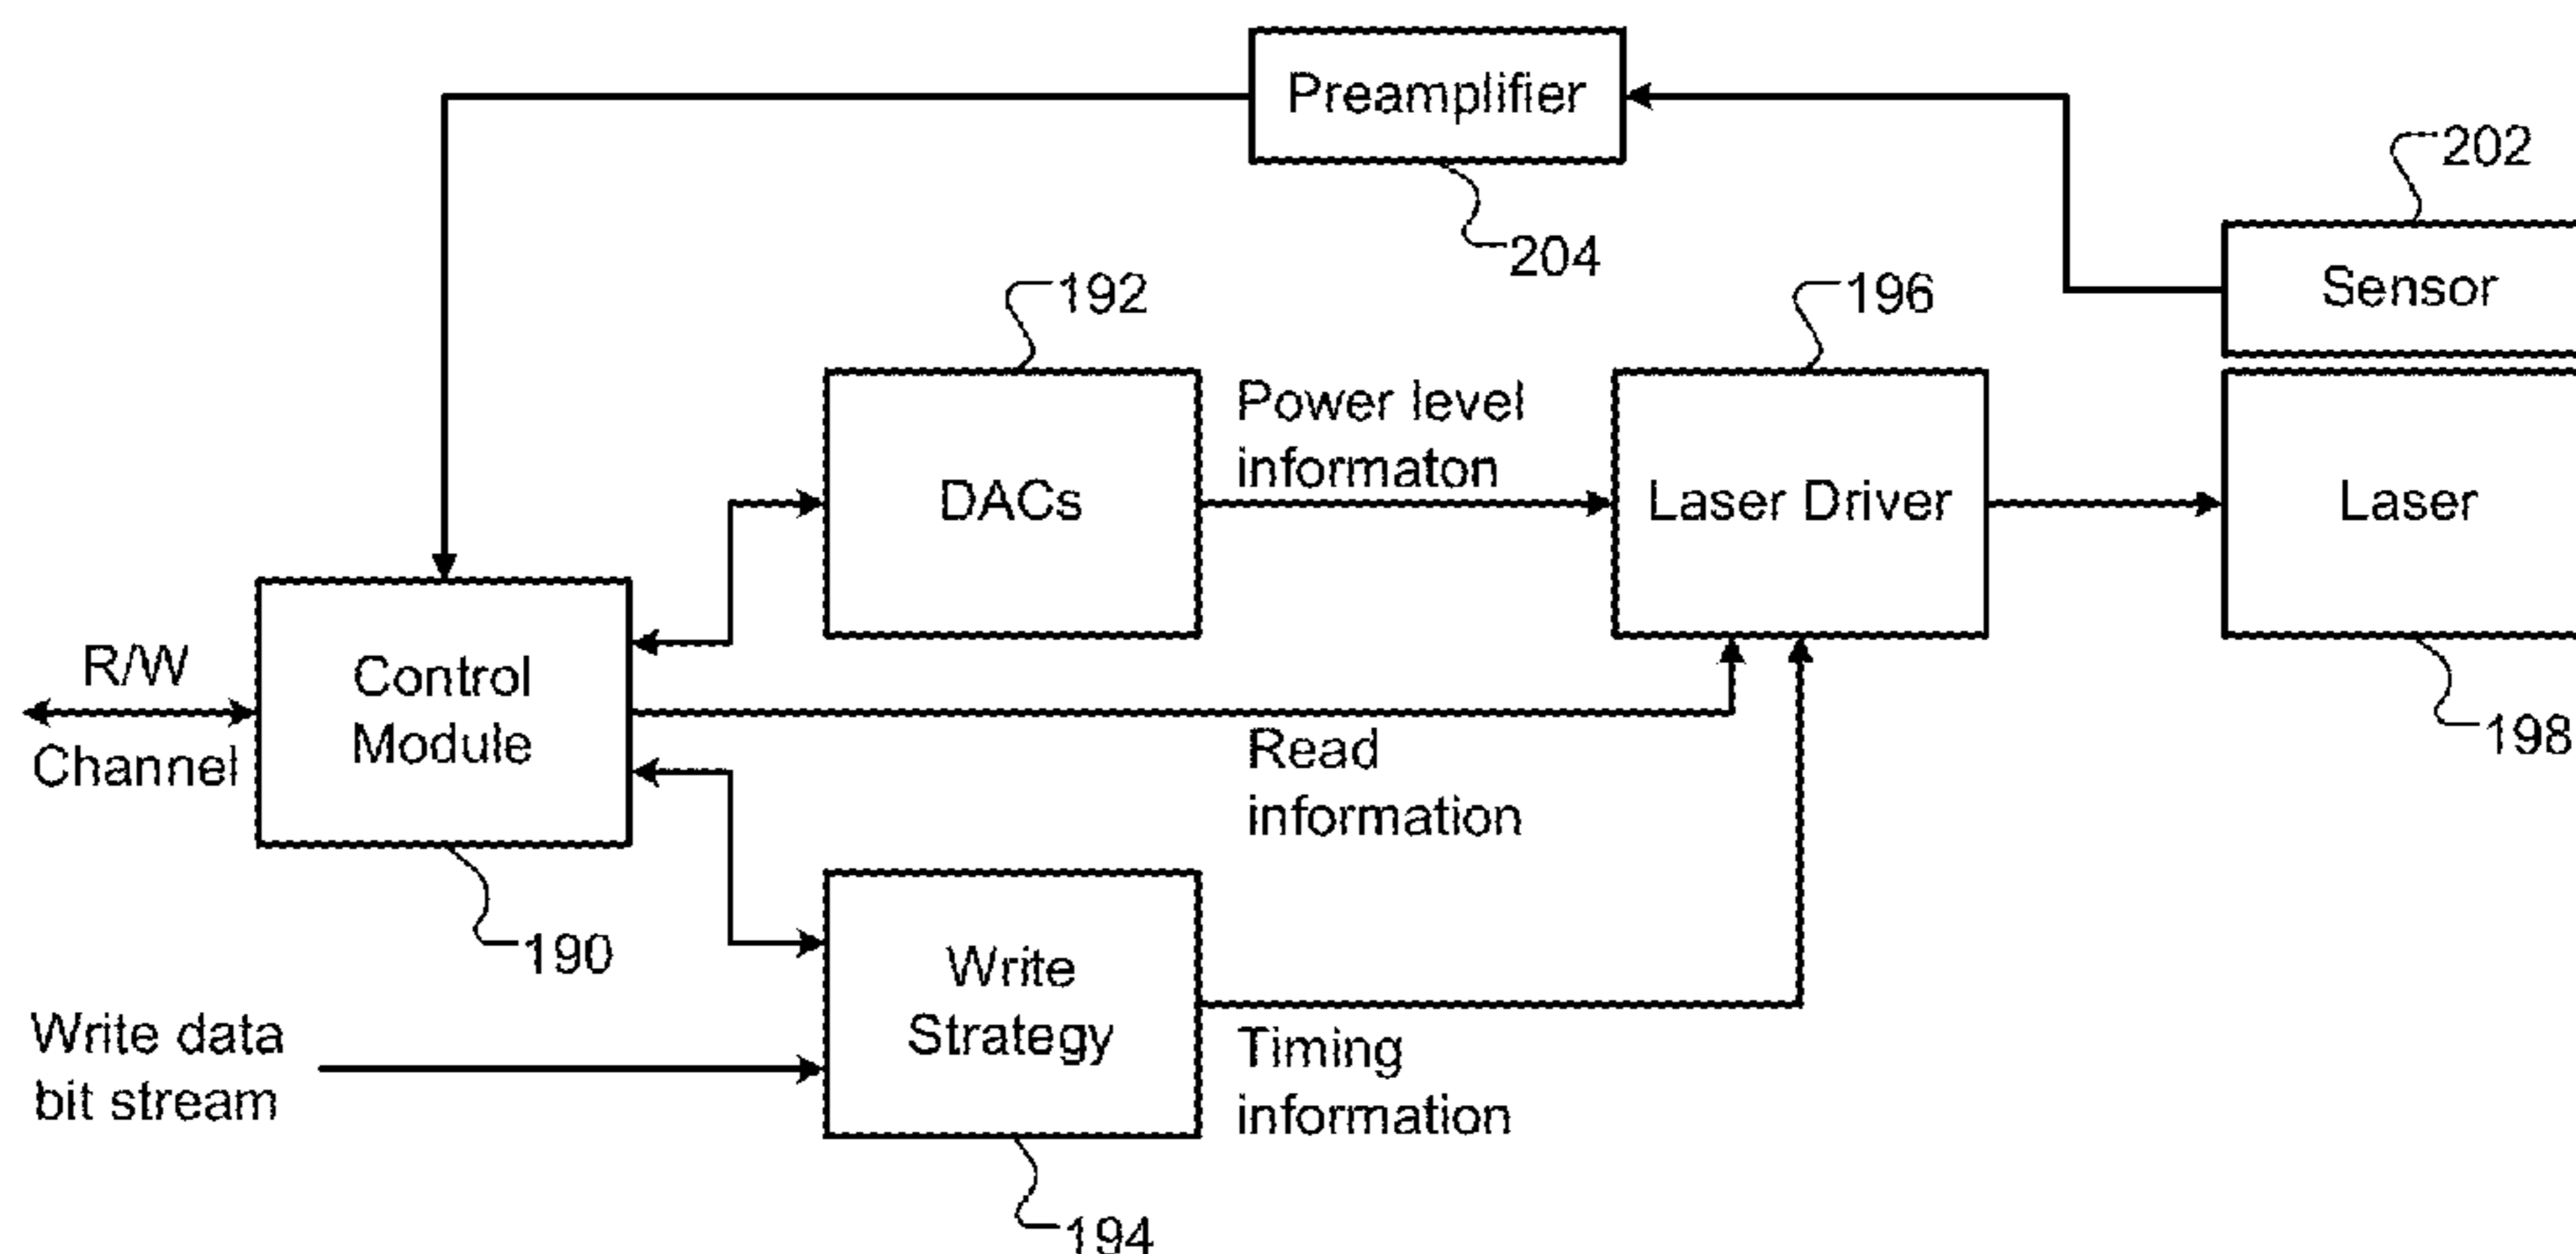 Preamplifier
204
202
Sensor
192
196
DACs
Power level
informaton
Laser Driver
Laser
198
R/W
Channel
Control
Module
190
Read
information
Write data
bit stream
Write
Strategy
194
Timing
information